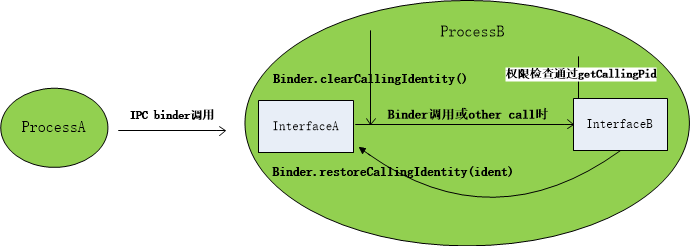 ProcessB
Binder.clearCallingIdentity()
权限检查通过getCallingPid
ProcessA
IPC binder调用
InterfaceA
Binder调用或other call时
InterfaceB
Binder.restoreCallingIdentity(ident)